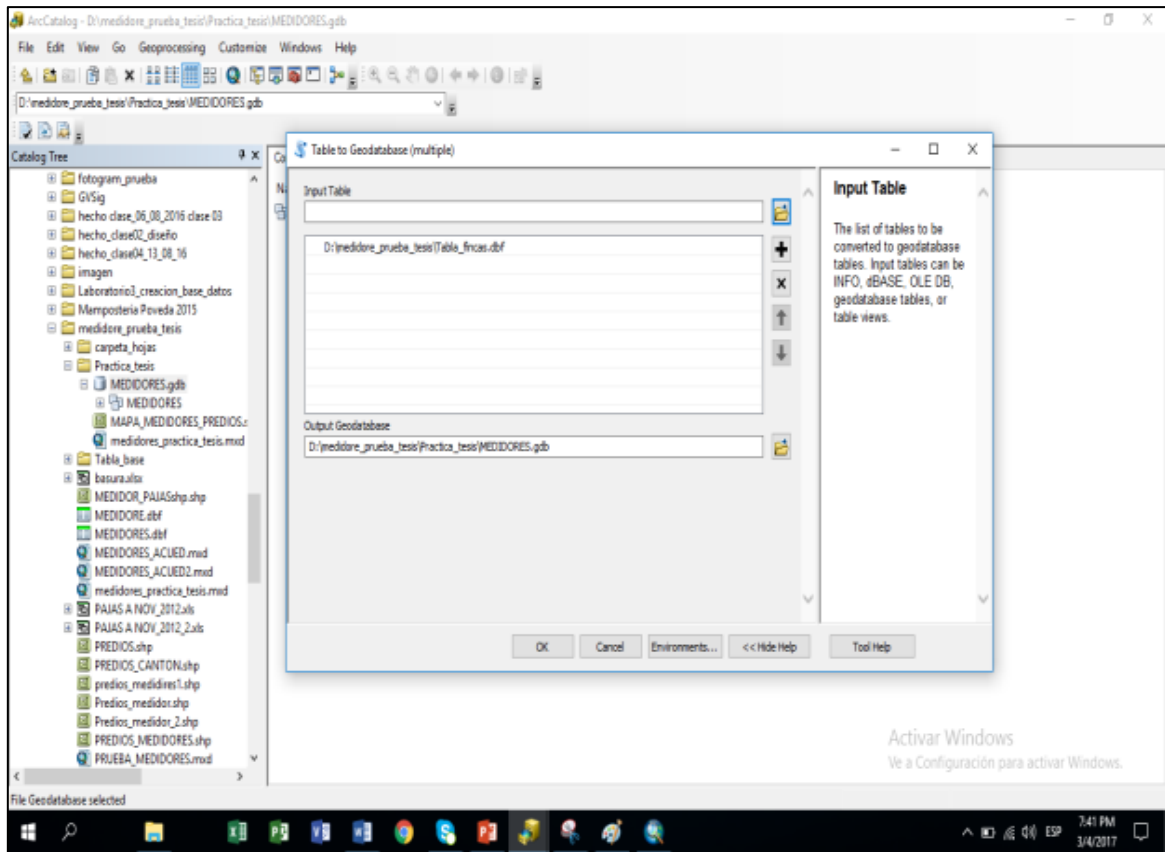 ArcCatalog - D:\medidore_prueba_tesis\Practica_tesis\MEDIDORES.gdb
File Edit View Go Geoprocessing Customize Windows Help
D:\medidore_prueba_tesis\Practica_tesis\MEDIDORES.gdb
Catalog Tree
fotogram_prueba
GVSig
hecho clase_06_08_2016 clase 03
hecho_clase02_diseño
hecho_clase04_13_08_16
imagen
Laboratorio3_creacion_base_datos
Mamposteria Poveda 2015
medidore_prueba_tesis
carpeta_hojas
Practica_tesis
MEDIDORES.gdb
MEDIDORES
MAPA_MEDIDORES_PREDIOS.s
medidores_practica_tesis.mxd
Tabla_base
basura.xlsx
MEDIDOR_PAJASshp.shp
MEDIDORE.dbf
MEDIDORES.dbf
MEDIDORES_ACUED.mxd
MEDIDORES_ACUED2.mxd
medidores_practica_tesis.mxd
PAJAS A NOV_2012.xls
PAJAS A NOV_2012_2.xls
PREDIOS.shp
PREDIOS_CANTON.shp
predios_medidires1.shp
Predios_medidor.shp
Predios_medidor_2.shp
PREDIOS_MEDIDORES.shp
PRUEBA_MEDIDORES.mxd
Co
N
Table to Geodatabase (multiple)
Input Table
D:\medidore_prueba_tesis\Tabla_fincas.dbf
Output Geodatabase
D:\medidore_prueba_tesis\Practica_tesis\MEDIDORES.gdb
OK Cancel Environments... << Hide Help Tool Help
Input Table
The list of tables to be
converted to geodatabase
tables. Input tables can be
INFO, dBASE, OLE DB,
geodatabase tables, or
table views.
Activar Windows
Ve a Configuración para activar Windows.
File Geodatabase selected
ESP
7:41 PM
3/4/2017